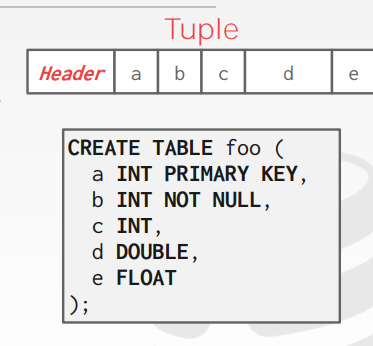 Tuple
Header a b c d e
CREATE TABLE foo (
a INT PRIMARY KEY,
b INT NOT NULL,
c INT,
d DOUBLE,
e FLOAT
);